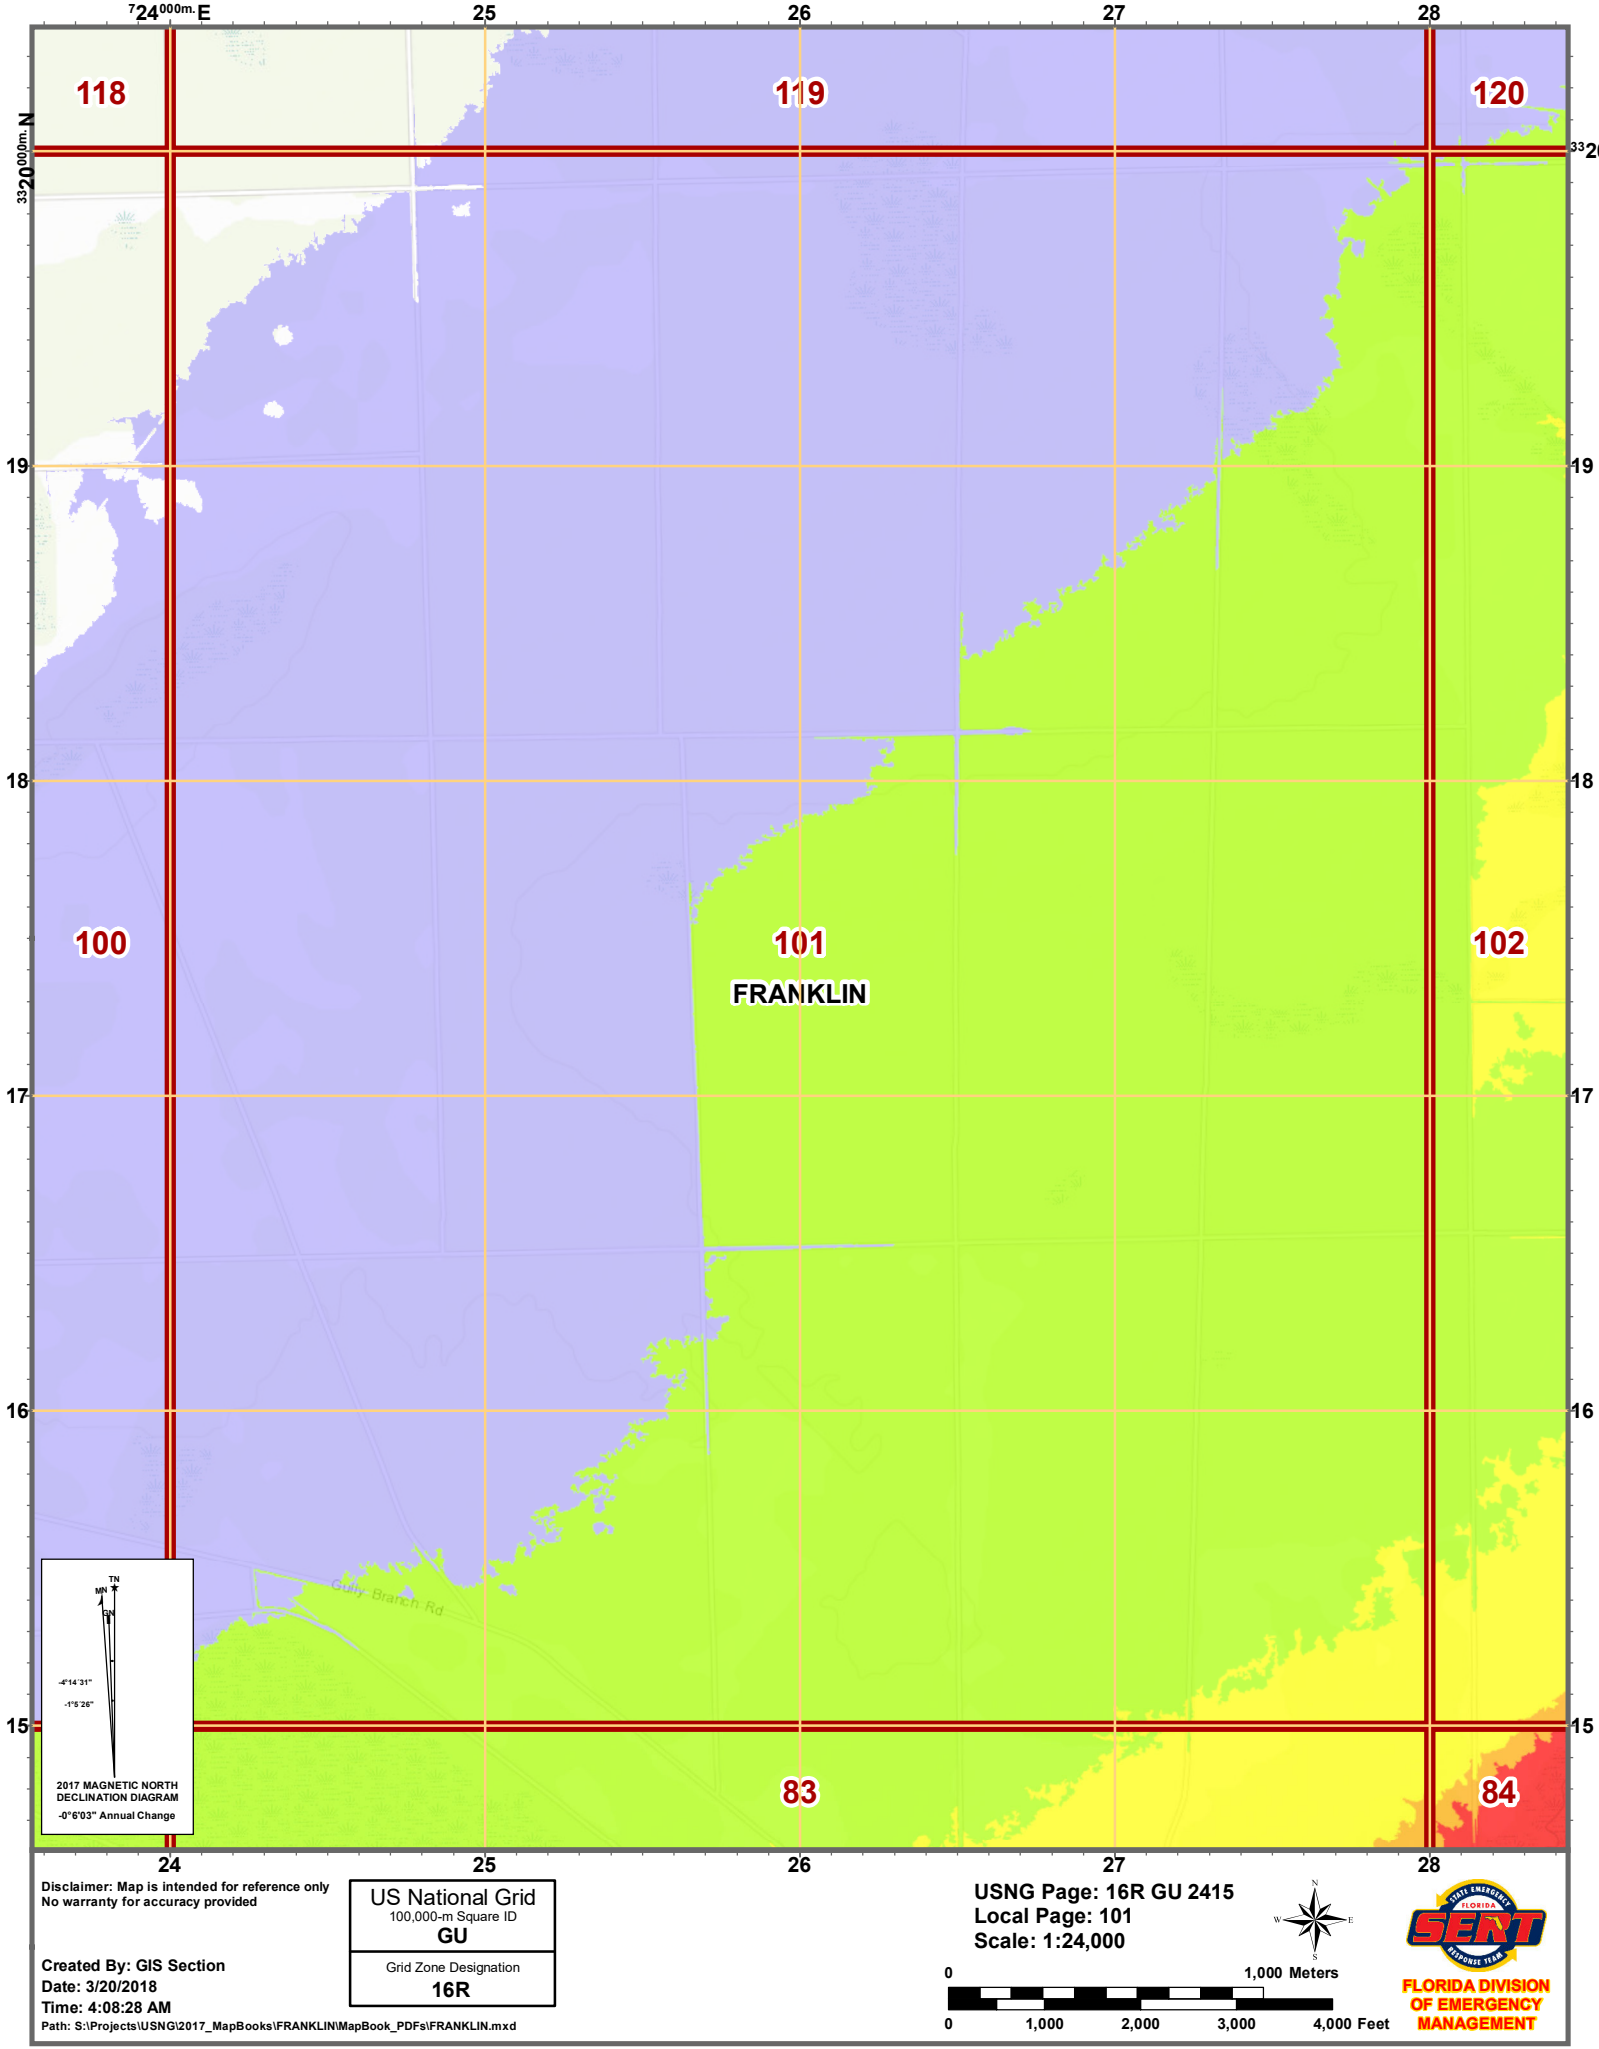 724000m. E 25 26 27 28
118 119 120
3320000m. N 3320
19 19
18 18
100 101 102
FRANKLIN
17 17
16 16
Gully Branch Rd
TN
MN
GN
-4°14'31"
-1°5'26"
15 15
2017 MAGNETIC NORTH
DECLINATION DIAGRAM
-0°6'03" Annual Change
83 84
24 25 26 27 28
Disclaimer: Map is intended for reference only
No warranty for accuracy provided
Created By: GIS Section
Date: 3/20/2018
Time: 4:08:28 AM
Path: S:\Projects\USNG\2017_MapBooks\FRANKLIN\MapBook_PDFs\FRANKLIN.mxd
US National Grid
100,000-m Square ID
GU
Grid Zone Designation
16R
USNG Page: 16R GU 2415
Local Page: 101
Scale: 1:24,000
N
W E
S
0 1,000 Meters
0 1,000 2,000 3,000 4,000 Feet
STATE EMERGENCY
FLORIDA
SERT
RESPONSE TEAM
FLORIDA DIVISION
OF EMERGENCY
MANAGEMENT